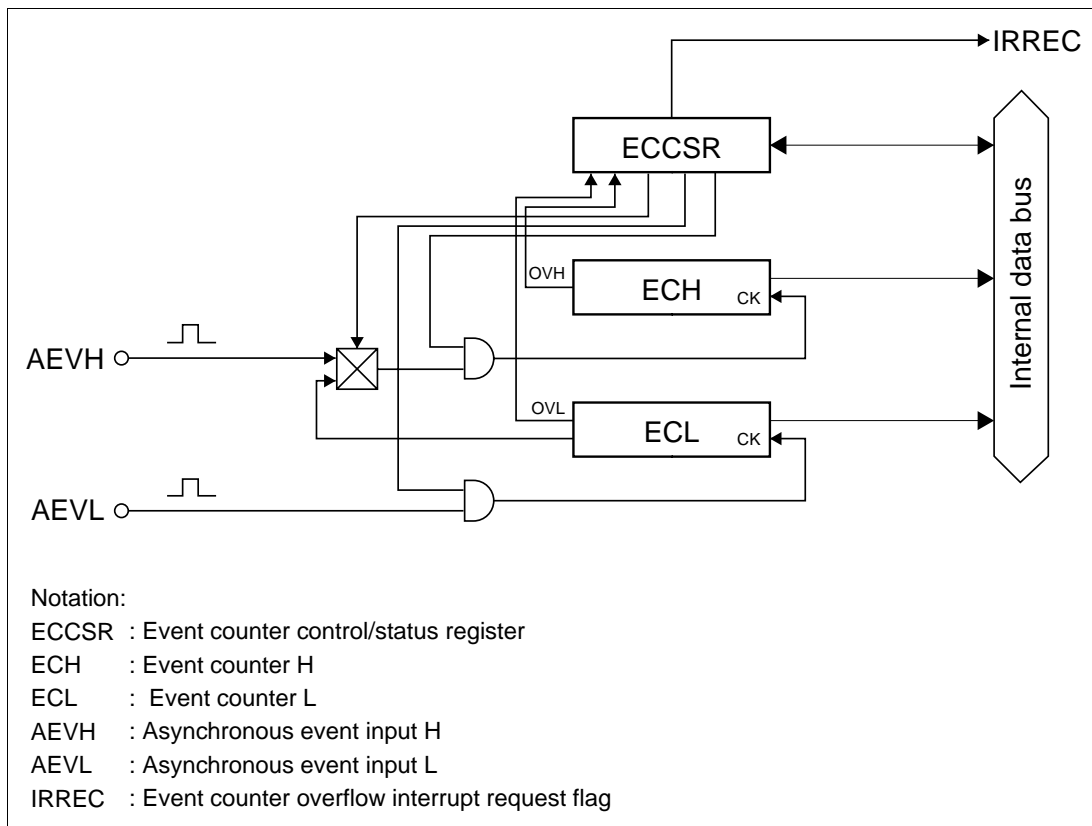 IRREC
ECCSR
OVH
ECH
CK
AEVH
OVL
ECL
CK
AEVL
Internal data bus
Notation:
ECCSR : Event counter control/status register
ECH : Event counter H
ECL : Event counter L
AEVH : Asynchronous event input H
AEVL : Asynchronous event input L
IRREC : Event counter overflow interrupt request flag